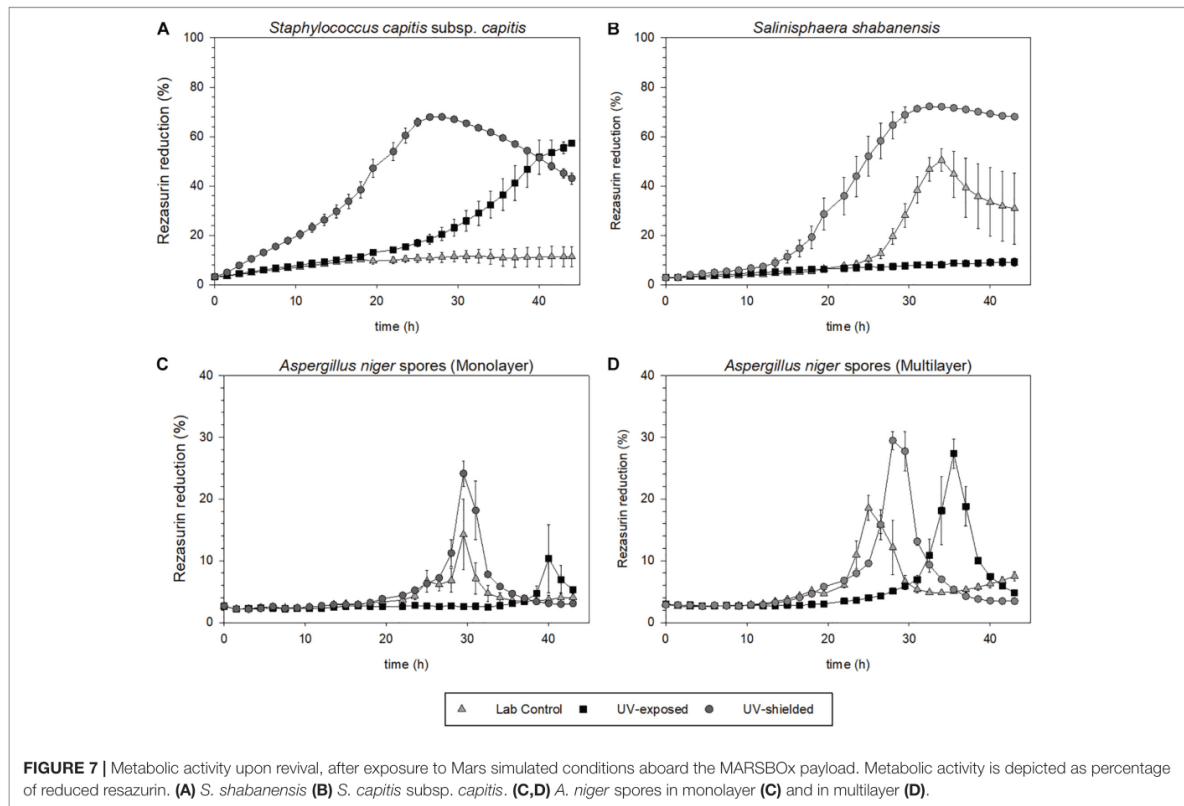 A
Staphylococcus capitis subsp. capitis
Rezasurin reduction (%)
100
80
60
40
20
0
0
10
20
30
40
time (h)
B
Salinisphaera shabanensis
Rezasurin reduction (%)
100
80
60
40
20
0
0
10
20
30
40
time (h)
C
Aspergillus niger spores (Monolayer)
Rezasurin reduction (%)
40
30
20
10
0
0
10
20
30
40
time (h)
D
Aspergillus niger spores (Multilayer)
Rezasurin reduction (%)
40
30
20
10
0
0
10
20
30
40
time (h)
Lab Control UV-exposed UV-shielded
FIGURE 7 | Metabolic activity upon revival, after exposure to Mars simulated conditions aboard the MARSBOx payload. Metabolic activity is depicted as percentage
of reduced resazurin. (A) S. shabanensis (B) S. capitis subsp. capitis. (C,D) A. niger spores in monolayer (C) and in multilayer (D).